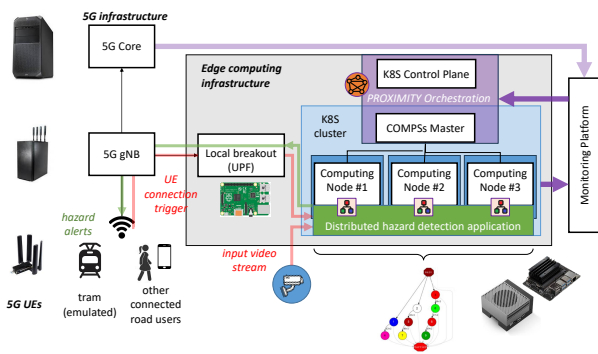 5G infrastructure
5G Core
Edge computing
infrastructure
K8S Control Plane
PROXIMITY Orchestration
K8S
cluster
COMPSs Master
Monitoring Platform
5G gNB
Local breakout
(UPF)
UE
connection
trigger
Computing
Node #1
Computing
Node #2
Computing
Node #3
hazard
alerts
Distributed hazard detection application
input video
stream
5G UEs
tram
(emulated)
other
connected
road users